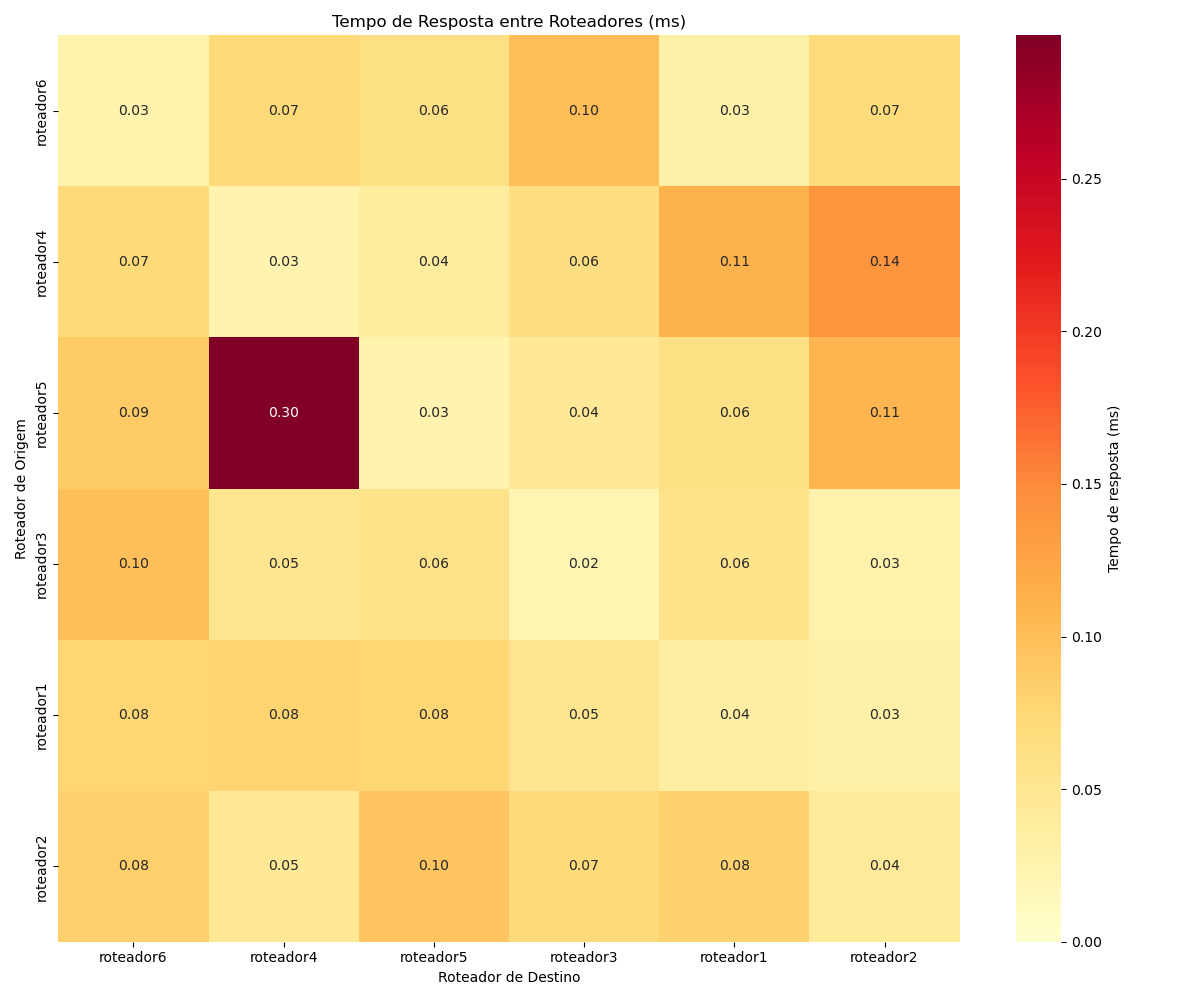 Tempo de Resposta entre Roteadores (ms)
roteador6
0.03 0.07 0.06 0.10 0.03 0.07
roteador4
0.07 0.03 0.04 0.06 0.11 0.14
roteador5
0.09 0.30 0.03 0.04 0.06 0.11
roteador3
0.10 0.05 0.06 0.02 0.06 0.03
roteador1
0.08 0.08 0.08 0.05 0.04 0.03
roteador2
0.08 0.05 0.10 0.07 0.08 0.04
Roteador de Origem
roteador6 roteador4 roteador5 roteador3 roteador1 roteador2
Roteador de Destino
0.25
0.20
0.15
0.10
0.05
0.00
Tempo de resposta (ms)